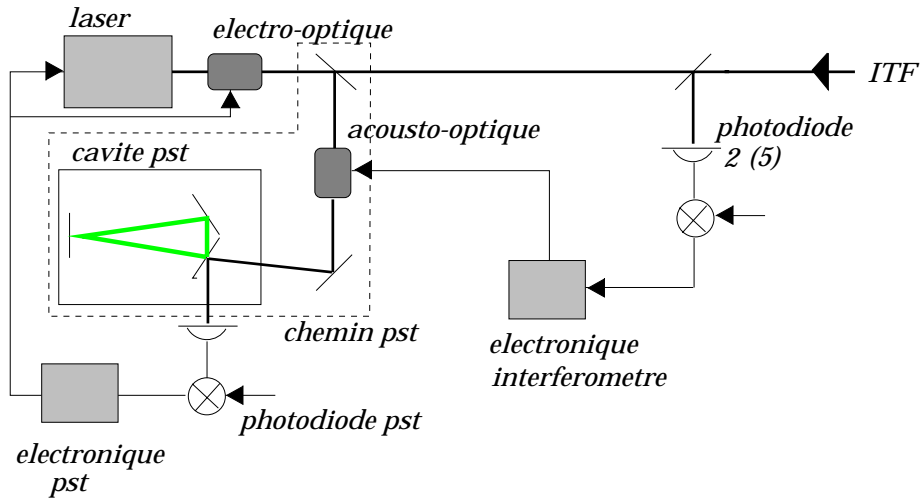 laser
electro-optique
ITF
acousto-optique
photodiode
2 (5)
cavite pst
chemin pst
electronique
interferometre
photodiode pst
electronique
pst